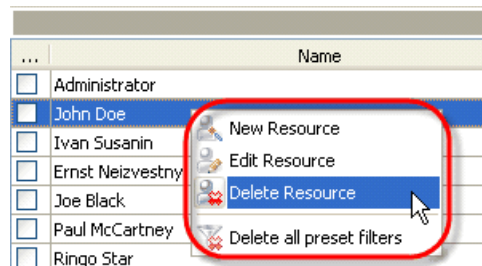 ...
Name
Administrator
John Doe
Ivan Susanin
Ernst Neizvestny
Joe Black
Paul McCartney
Ringo Star
New Resource
Edit Resource
Delete Resource
Delete all preset filters